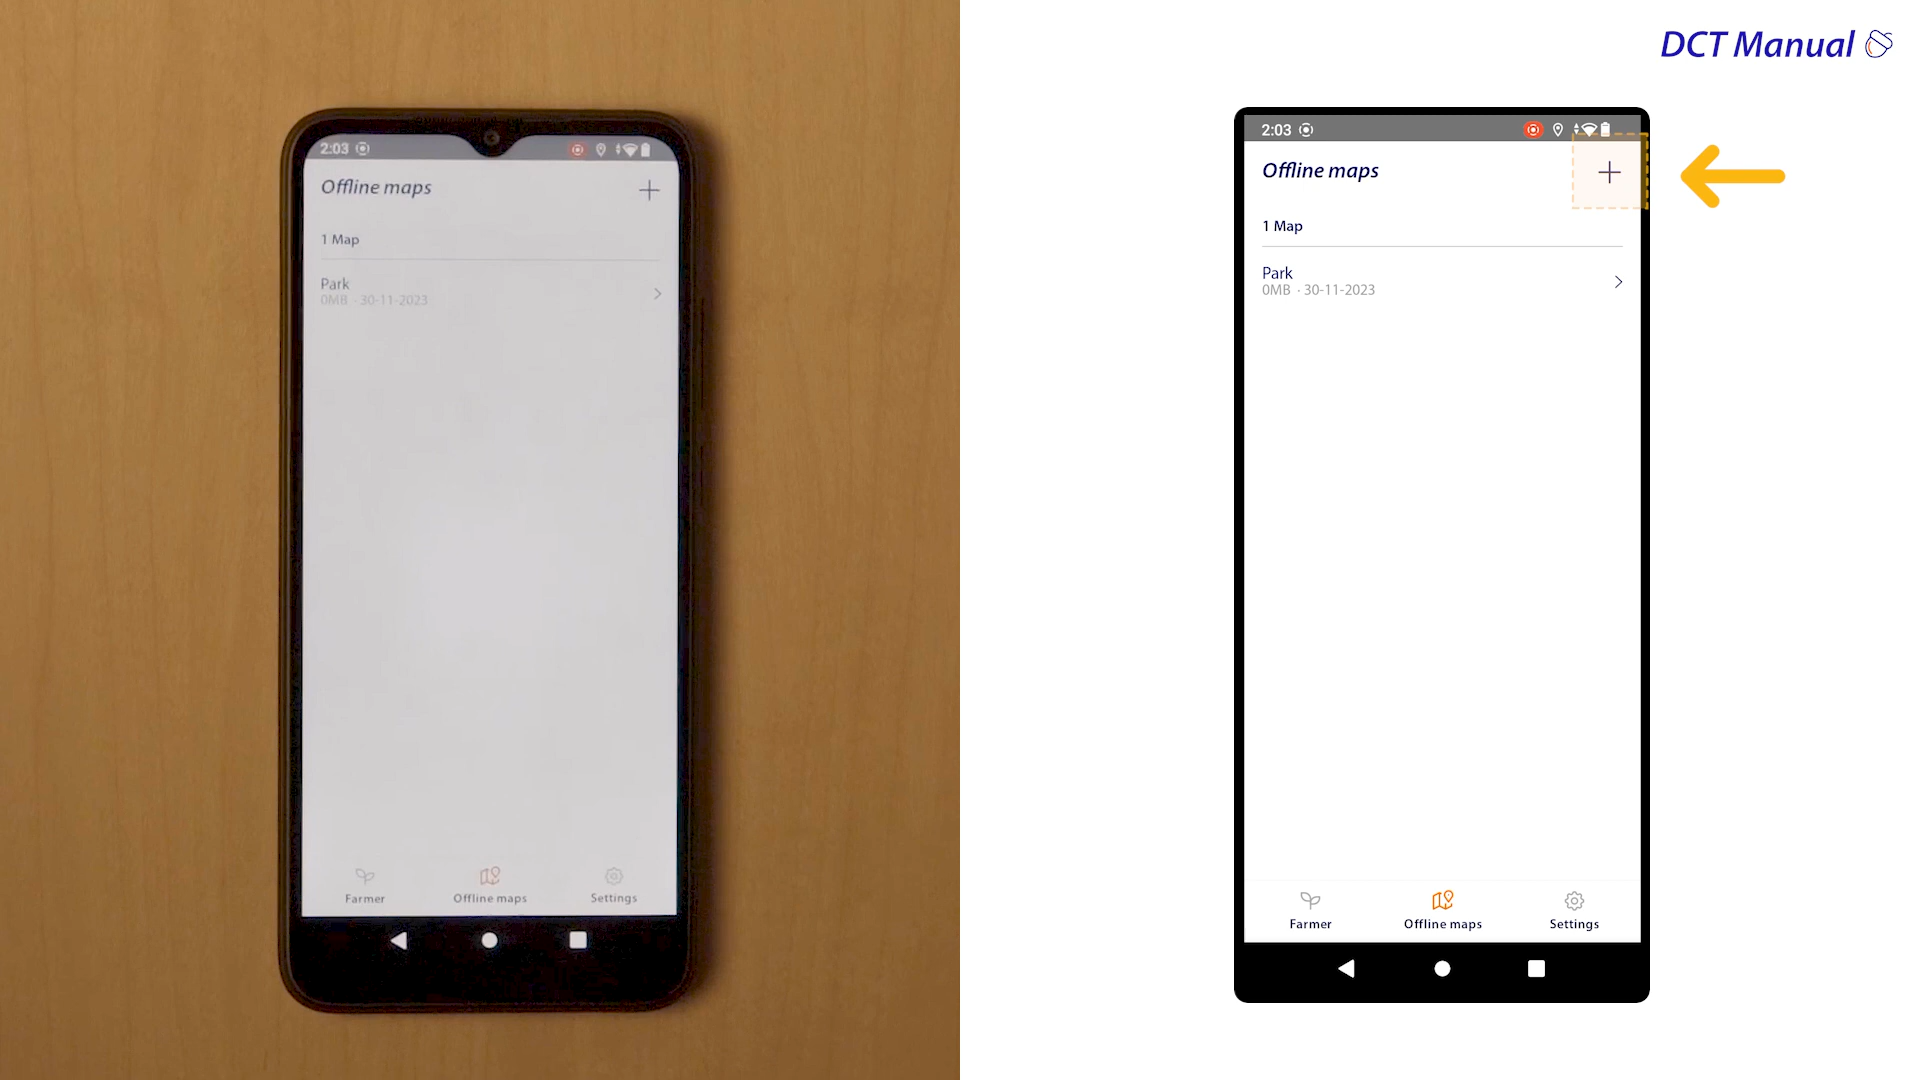 2:03
Offline maps
1 Map
Park
0MB · 30-11-2023
Farmer
Offline maps
Settings
DCT Manual
2:03
Offline maps
1 Map
Park
0MB · 30-11-2023
Farmer
Offline maps
Settings